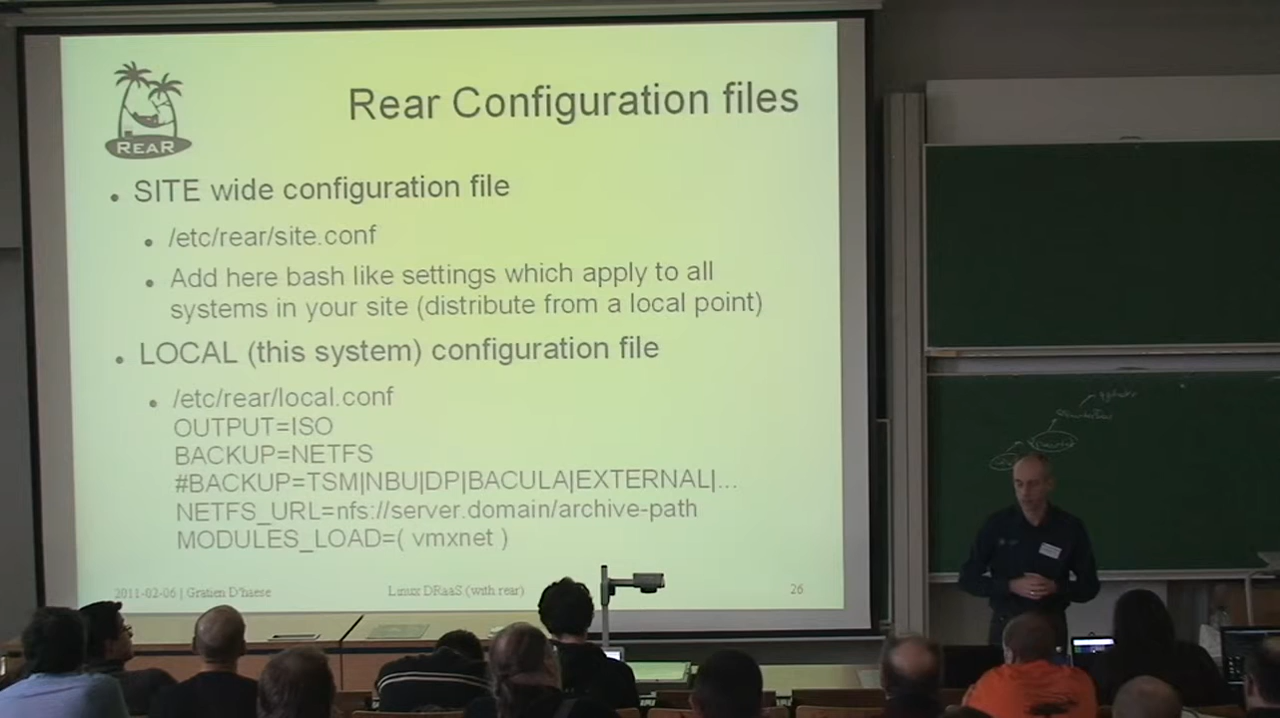 REAR
Rear Configuration files
• SITE wide configuration file
• /etc/rear/site.conf
• Add here bash like settings which apply to all
systems in your site (distribute from a local point)
• LOCAL (this system) configuration file
• /etc/rear/local.conf
OUTPUT=ISO
BACKUP=NETFS
#BACKUP=TSM|NBU|DP|BACULA|EXTERNAL|...
NETFS_URL=nfs://server.domain/archive-path
MODULES_LOAD=( vmxnet )
2011-02-06 | Gratien D'haese
Linux DRaaS (with rear)
26